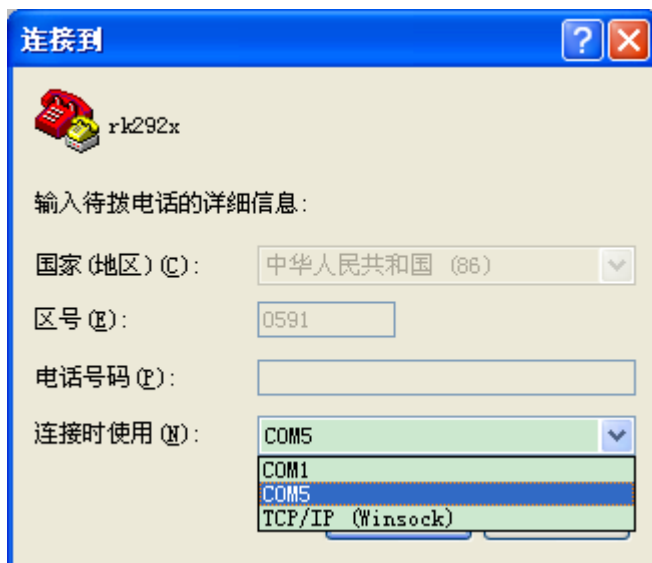 连接到
rk292x
输入待拨电话的详细信息:
国家(地区)(C): 中华人民共和国 (86)
区号(E): 0591
电话号码(P):
连接时使用(N): COM5
COM1
COM5
TCP/IP (Winsock)